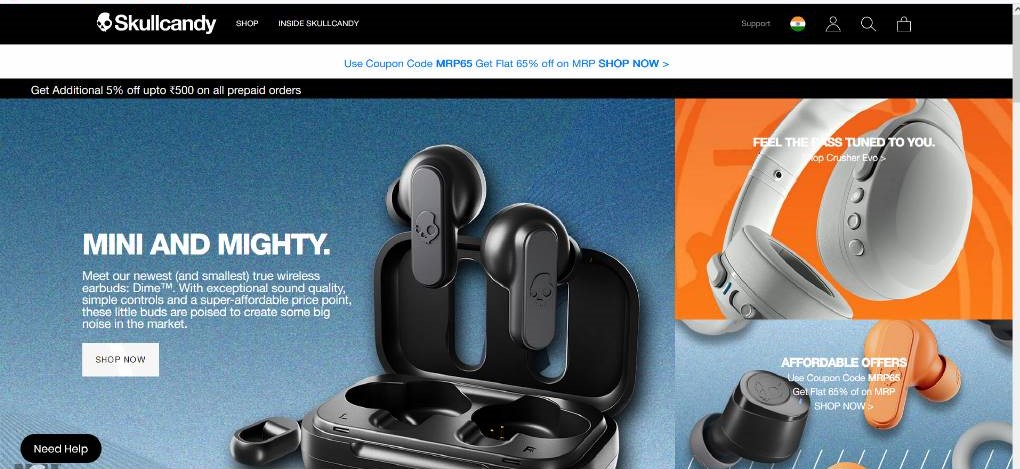 Skullcandy SHOP INSIDE SKULLCANDY Support
Use Coupon Code MRP65 Get Flat 65% off on MRP SHOP NOW >
Get Additional 5% off upto ₹500 on all prepaid orders
MINI AND MIGHTY.
Meet our newest (and smallest) true wireless
earbuds: Dime™. With exceptional sound quality,
simple controls and a super-affordable price point,
these little buds are poised to create some big
noise in the market.
SHOP NOW
FEEL THE BASS TUNED TO YOU.
Shop Crusher Evo >
AFFORDABLE OFFERS
Use Coupon Code MRP65
Get Flat 65% of on MRP
SHOP NOW >
L
R
Need Help